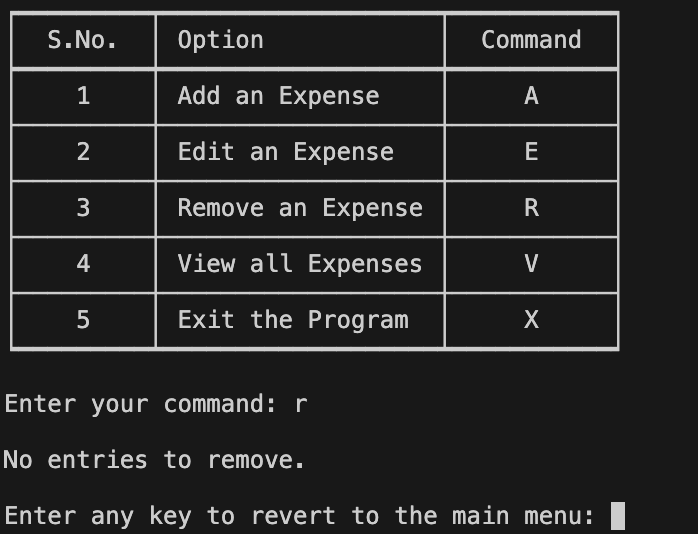 S.No. Option Command
1 Add an Expense A
2 Edit an Expense E
3 Remove an Expense R
4 View all Expenses V
5 Exit the Program X
Enter your command: r
No entries to remove.
Enter any key to revert to the main menu: